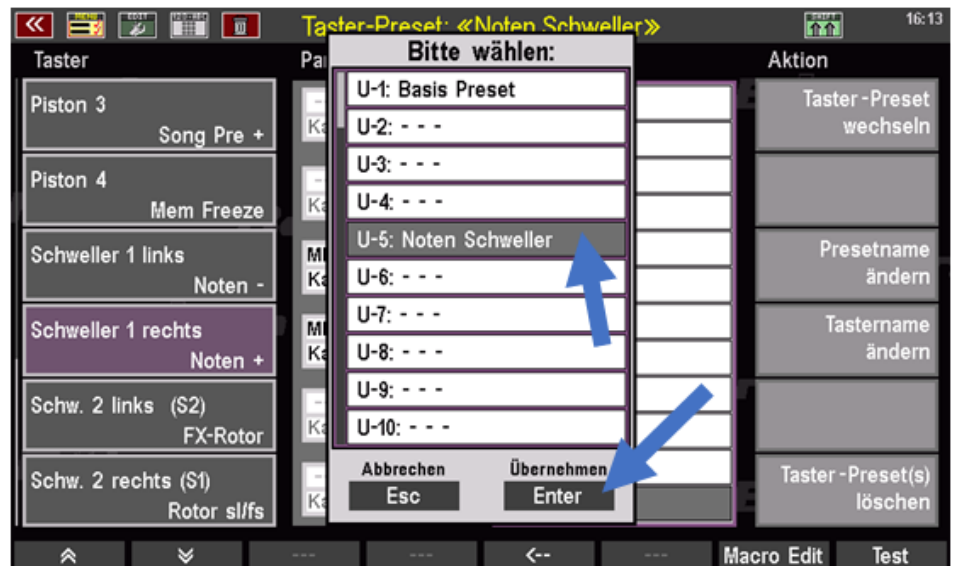 MENU
EDIT
Taster-Preset: «Noten Schweller»
SHIFT
16:13
Taster
Aktion
Bitte wählen:
Piston 3
Song Pre +
Piston 4
Mem Freeze
Schweller 1 links
Noten -
Schweller 1 rechts
Noten +
Schw. 2 links (S2)
FX-Rotor
Schw. 2 rechts (S1)
Rotor sl/fs
U-1: Basis Preset
U-2: - - -
U-3: - - -
U-4: - - -
U-5: Noten Schweller
U-6: - - -
U-7: - - -
U-8: - - -
U-9: - - -
U-10: - - -
Abbrechen
Esc
Übernehmen
Enter
Taster-Preset
wechseln
Presetname
ändern
Tastername
ändern
Taster-Preset(s)
löschen
--- --- <-- --- Macro Edit Test